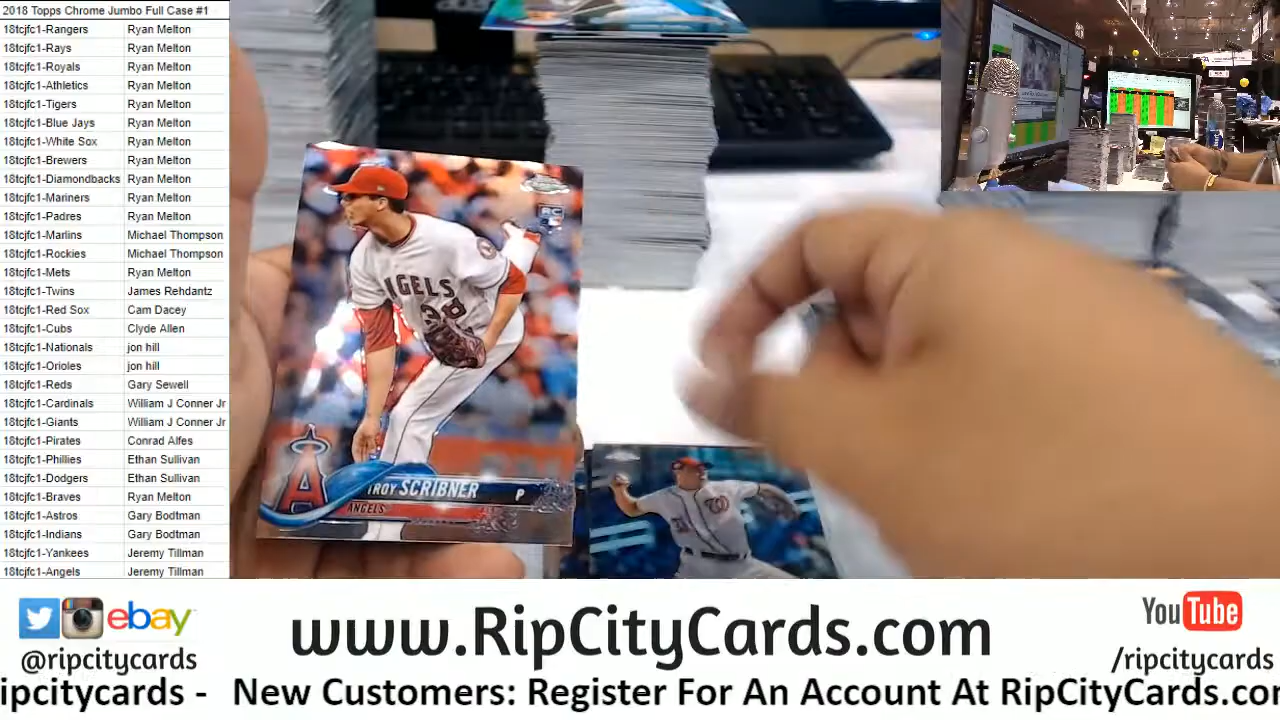 2018 Topps Chrome Jumbo Full Case #1
18tcjfc1-Rangers Ryan Melton
18tcjfc1-Rays Ryan Melton
18tcjfc1-Royals Ryan Melton
18tcjfc1-Athletics Ryan Melton
18tcjfc1-Tigers Ryan Melton
18tcjfc1-Blue Jays Ryan Melton
18tcjfc1-White Sox Ryan Melton
18tcjfc1-Brewers Ryan Melton
18tcjfc1-Diamondbacks Ryan Melton
18tcjfc1-Mariners Ryan Melton
18tcjfc1-Padres Ryan Melton
18tcjfc1-Marlins Michael Thompson
18tcjfc1-Rockies Michael Thompson
18tcjfc1-Mets Ryan Melton
18tcjfc1-Twins James Rehdantz
18tcjfc1-Red Sox Cam Dacey
18tcjfc1-Cubs Clyde Allen
18tcjfc1-Nationals jon hill
18tcjfc1-Orioles jon hill
18tcjfc1-Reds Gary Sewell
18tcjfc1-Cardinals William J Conner Jr
18tcjfc1-Giants William J Conner Jr
18tcjfc1-Pirates Conrad Alfes
18tcjfc1-Phillies Ethan Sullivan
18tcjfc1-Dodgers Ethan Sullivan
18tcjfc1-Braves Ryan Melton
18tcjfc1-Astros Gary Bodtman
18tcjfc1-Indians Gary Bodtman
18tcjfc1-Yankees Jeremy Tillman
18tcjfc1-Angels Jeremy Tillman
RC
ANGELS
38
TROY SCRIBNER P
ANGELS
A
W
ebay
@ripcitycards
www.RipCityCards.com
YouTube
/ripcitycards
ipcitycards - New Customers: Register For An Account At RipCityCards.co